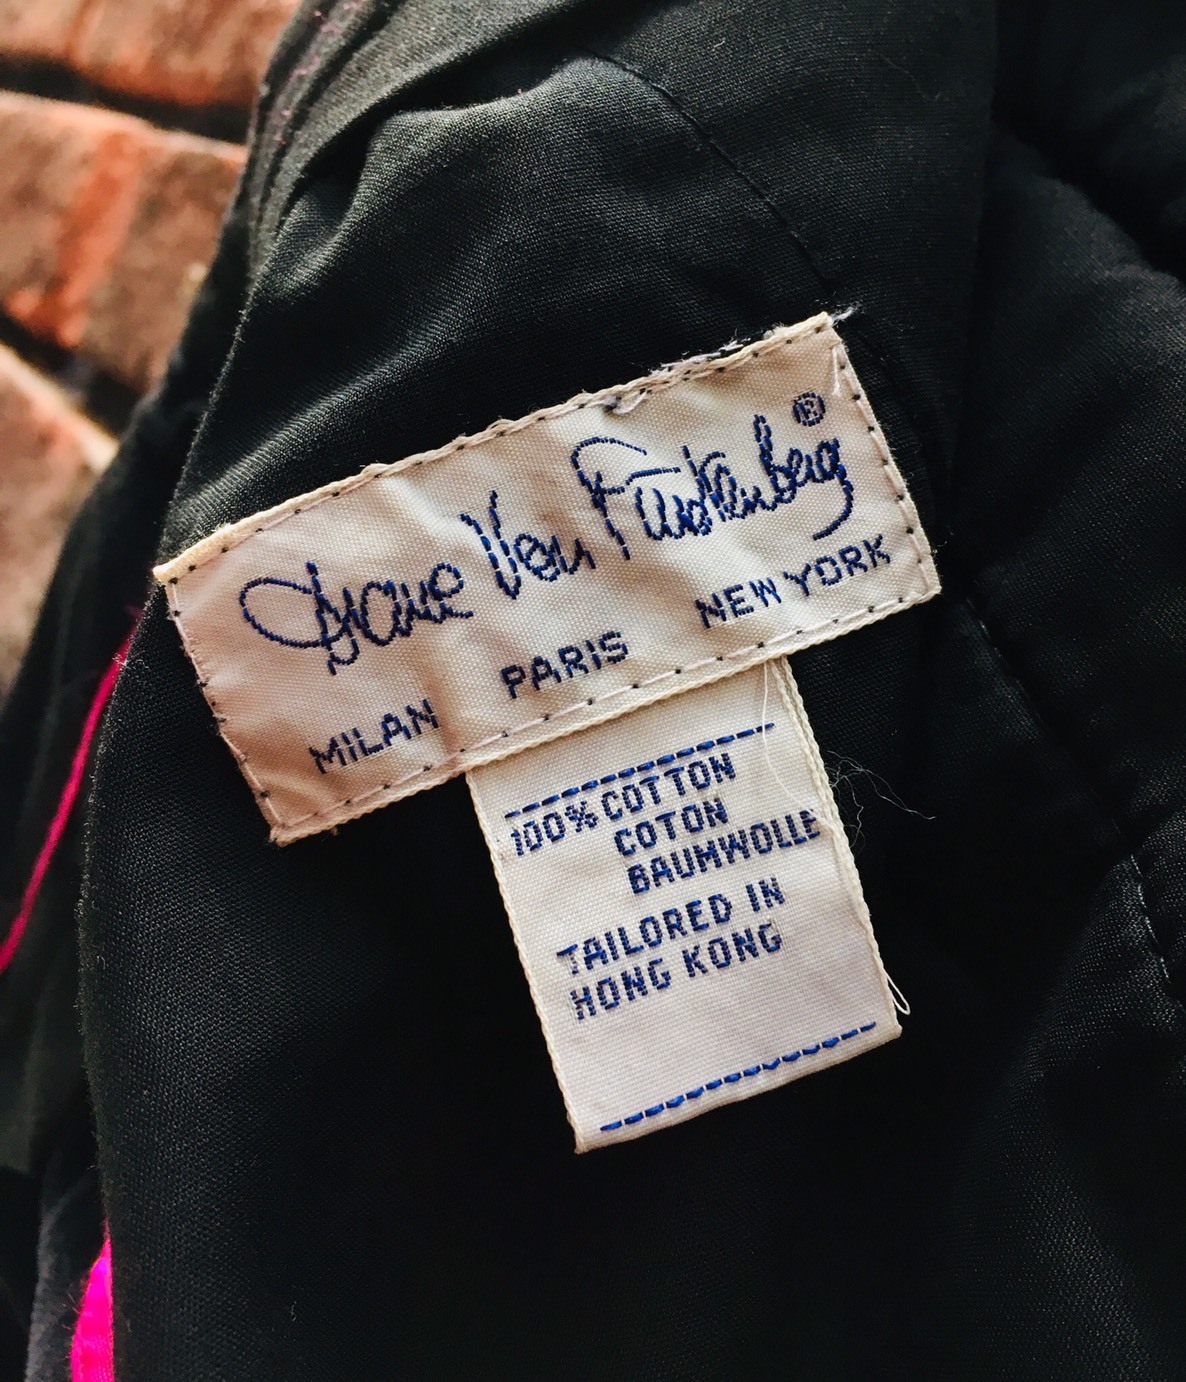 Diane Von Furstenberg®
MILAN PARIS NEW YORK
100% COTTON
COTON
BAUMWOLLE
TAILORED IN
HONG KONG